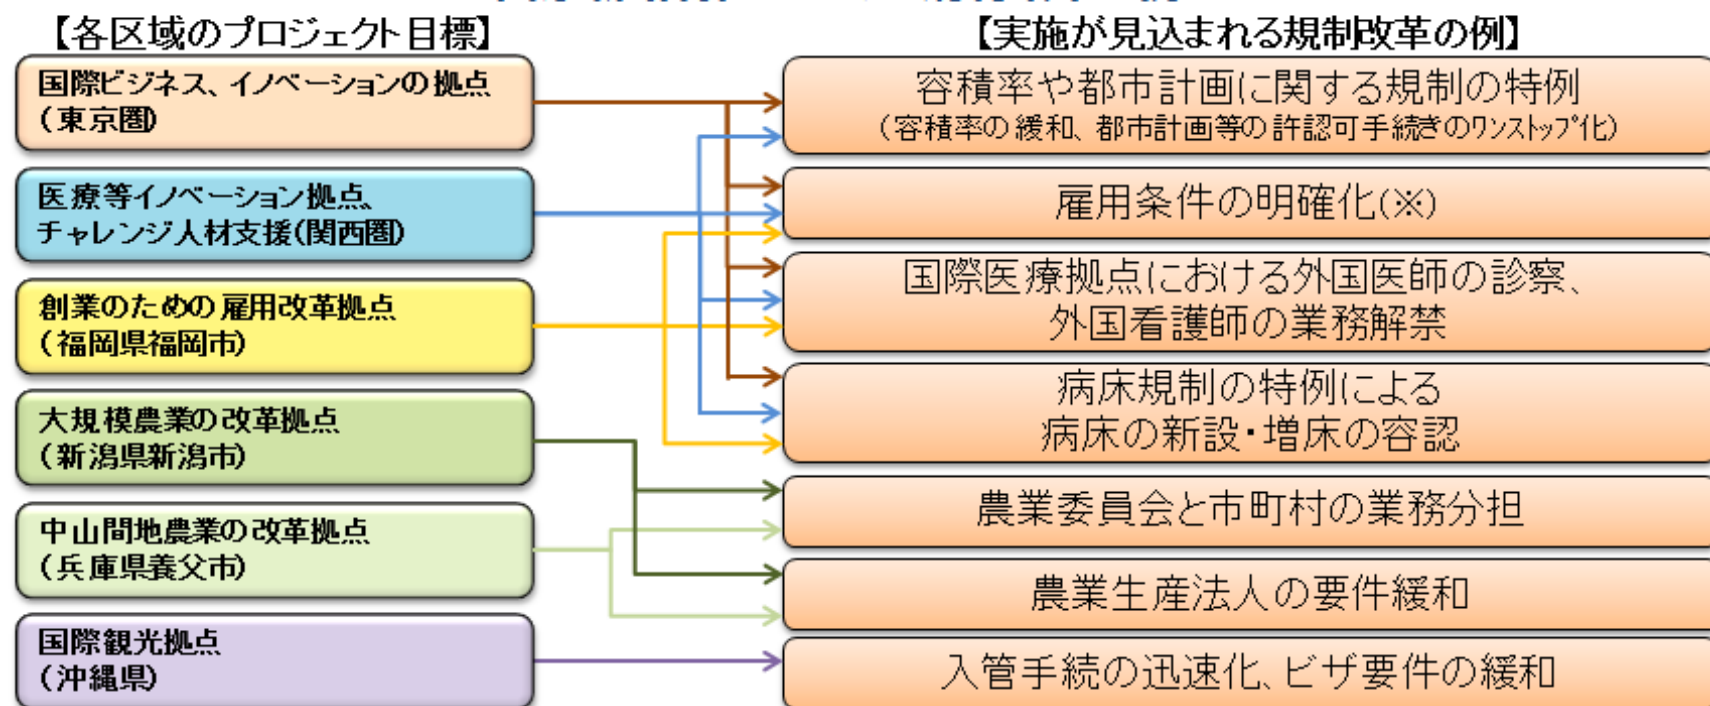 【各区域のプロジェクト目標】
国際ビジネス、イノベーションの拠点
(東京圏)
医療等イノベーション拠点、
チャレンジ人材支援(関西圏)
創業のための雇用改革拠点
(福岡県福岡市)
大規模農業の改革拠点
(新潟県新潟市)
中山間地農業の改革拠点
(兵庫県養父市)
国際観光拠点
(沖縄県)
【実施が見込まれる規制改革の例】
容積率や都市計画に関する規制の特例
(容積率の緩和、都市計画等の許認可手続きのワンストップ化)
雇用条件の明確化(※)
国際医療拠点における外国医師の診察、
外国看護師の業務解禁
病床規制の特例による
病床の新設・増床の容認
農業委員会と市町村の業務分担
農業生産法人の要件緩和
入管手続の迅速化、ビザ要件の緩和